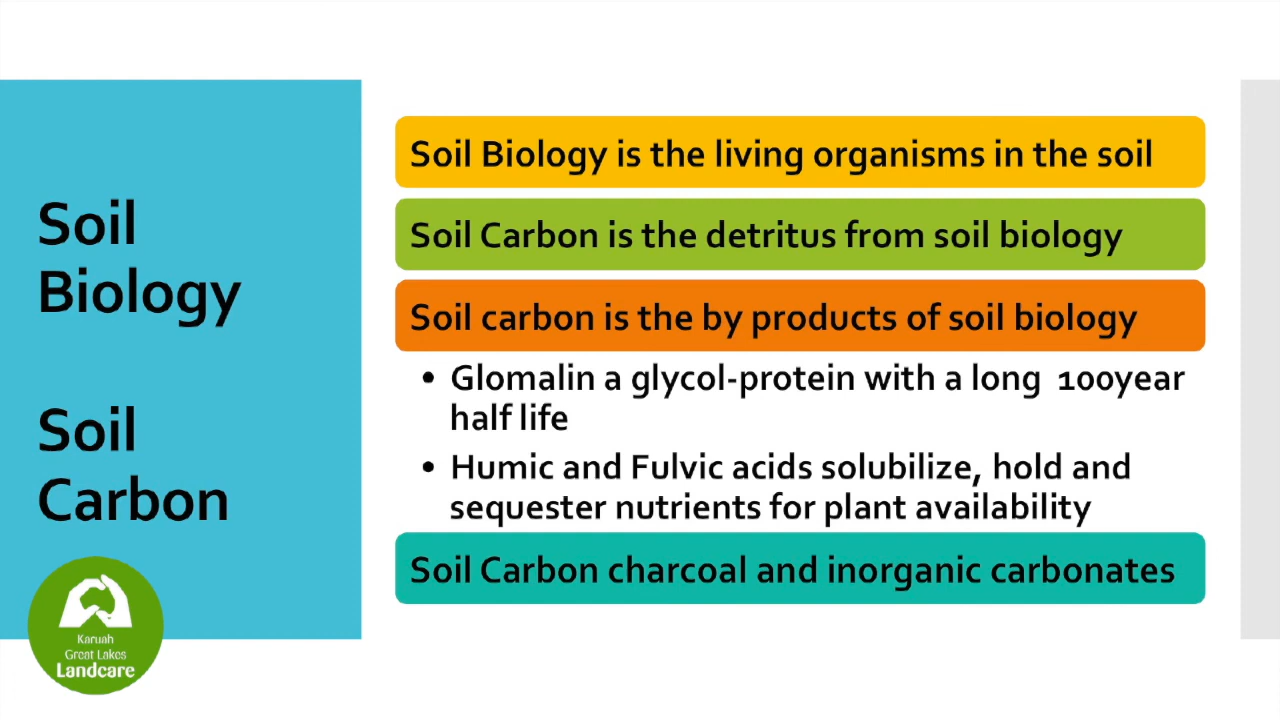 Soil
Biology
Soil
Carbon
Soil Biology is the living organisms in the soil
Soil Carbon is the detritus from soil biology
Soil carbon is the by products of soil biology
• Glomalin a glycol-protein with a long 100year
half life
• Humic and Fulvic acids solubilize, hold and
sequester nutrients for plant availability
Soil Carbon charcoal and inorganic carbonates
Karuah
Great Lakes
Landcare